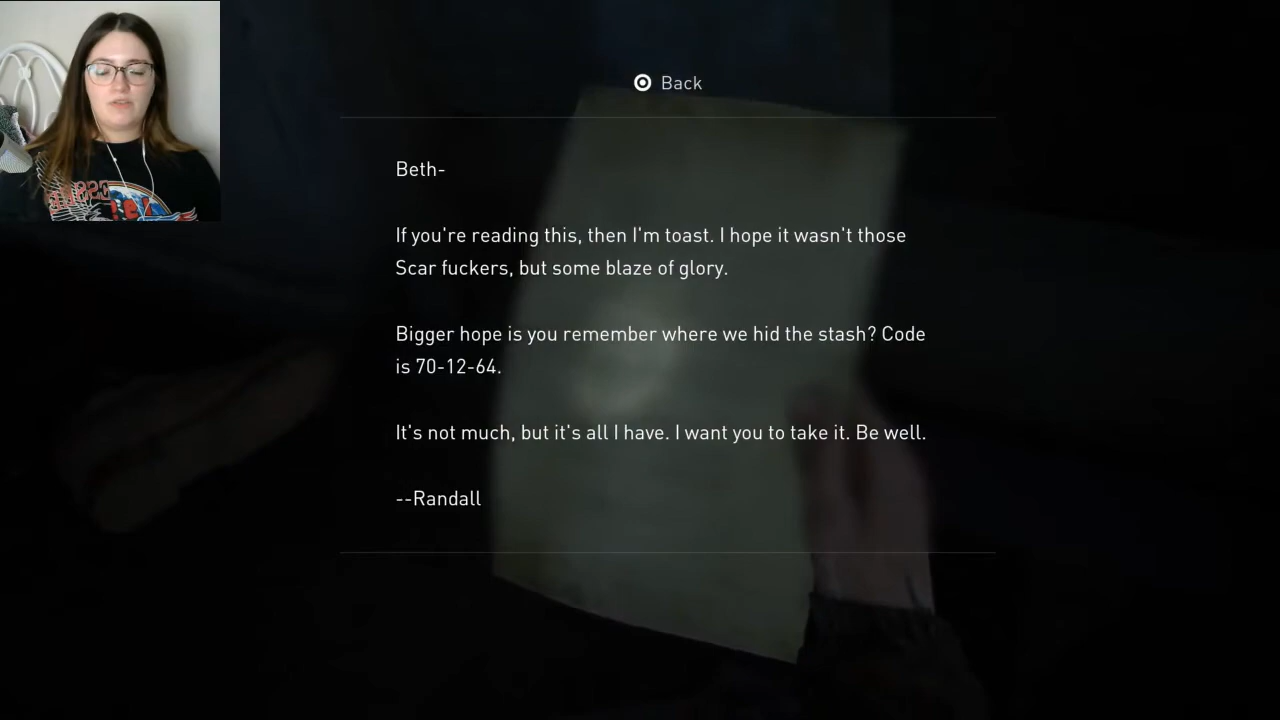 Back
Beth-
If you're reading this, then I'm toast. I hope it wasn't those
Scar fuckers, but some blaze of glory.
Bigger hope is you remember where we hid the stash? Code
is 70-12-64.
It's not much, but it's all I have. I want you to take it. Be well.
--Randall